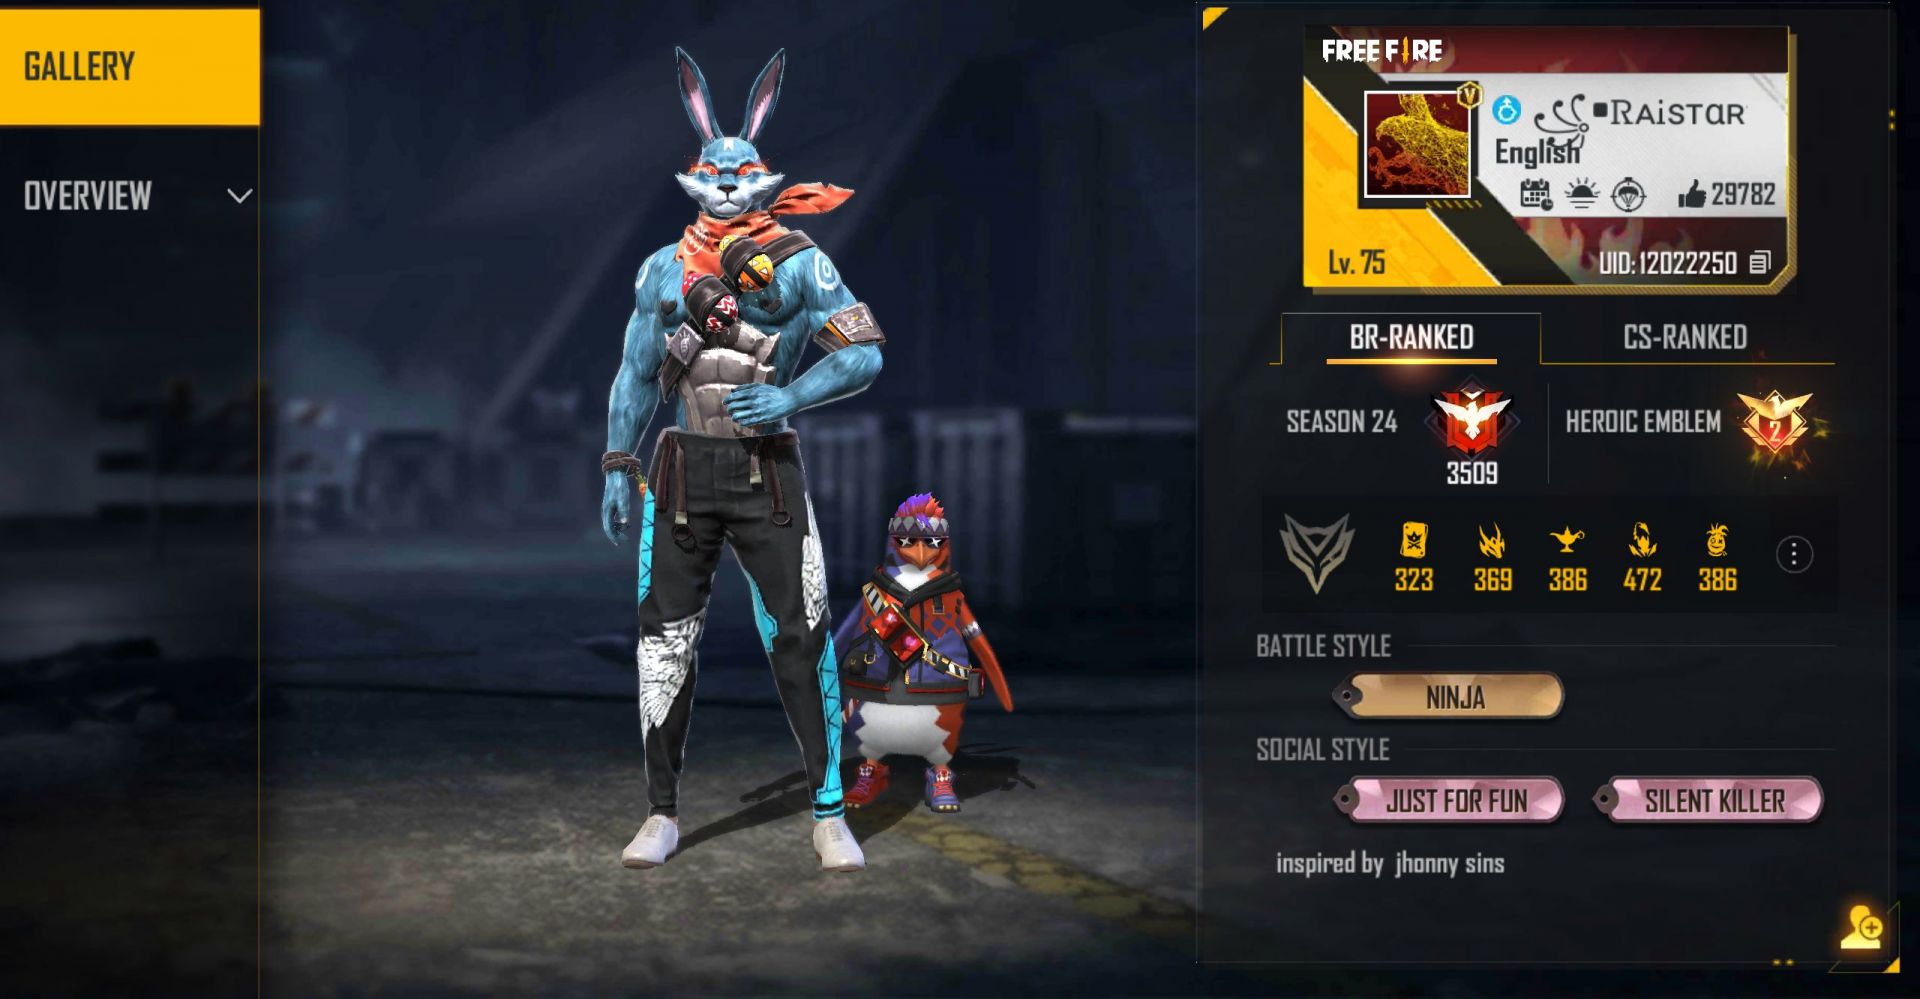 GALLERY
OVERVIEW
FREE FIRE
V
RAiSTαR
English
29782
Lv. 75
UID:12022250
BR-RANKED
CS-RANKED
SEASON 24
3509
HEROIC EMBLEM
2
323
369
386
472
386
BATTLE STYLE
NINJA
SOCIAL STYLE
JUST FOR FUN
SILENT KILLER
inspired by jhonny sins